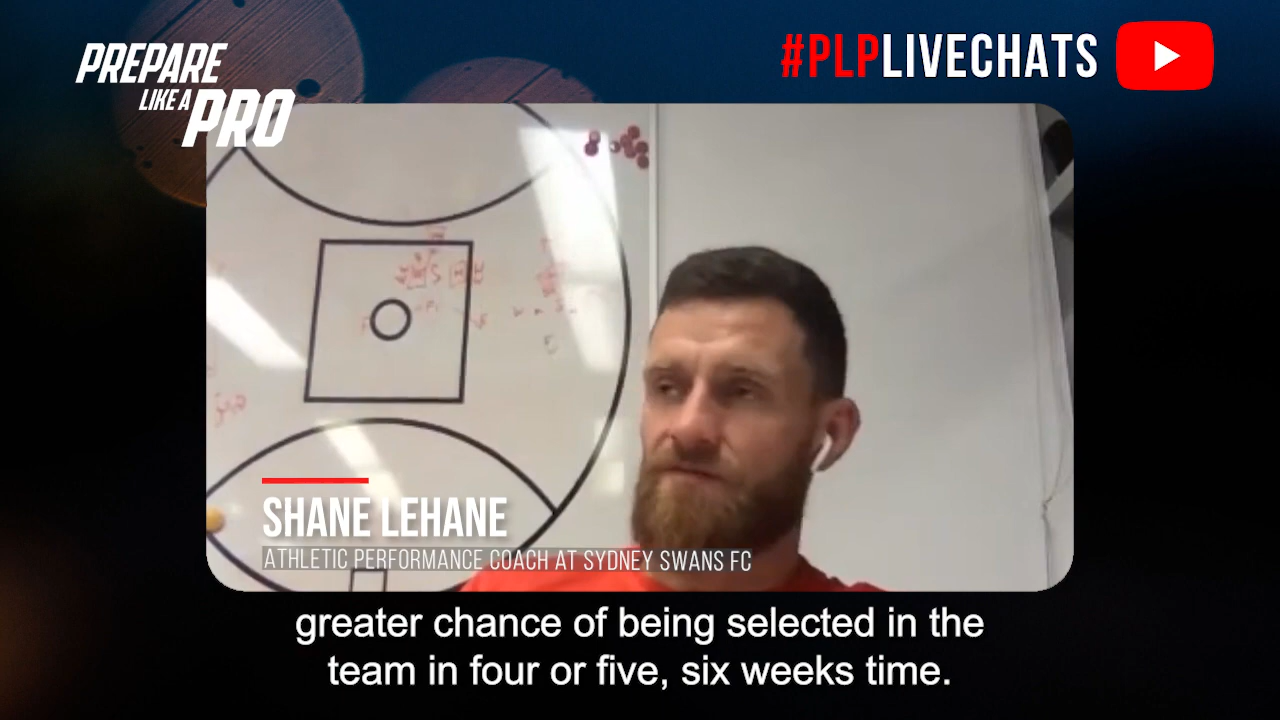 PREPARE
LIKE A
PRO
#PLPLIVECHATS
SHANE LEHANE
ATHLETIC PERFORMANCE COACH AT SYDNEY SWANS FC
greater chance of being selected in the
team in four or five, six weeks time.